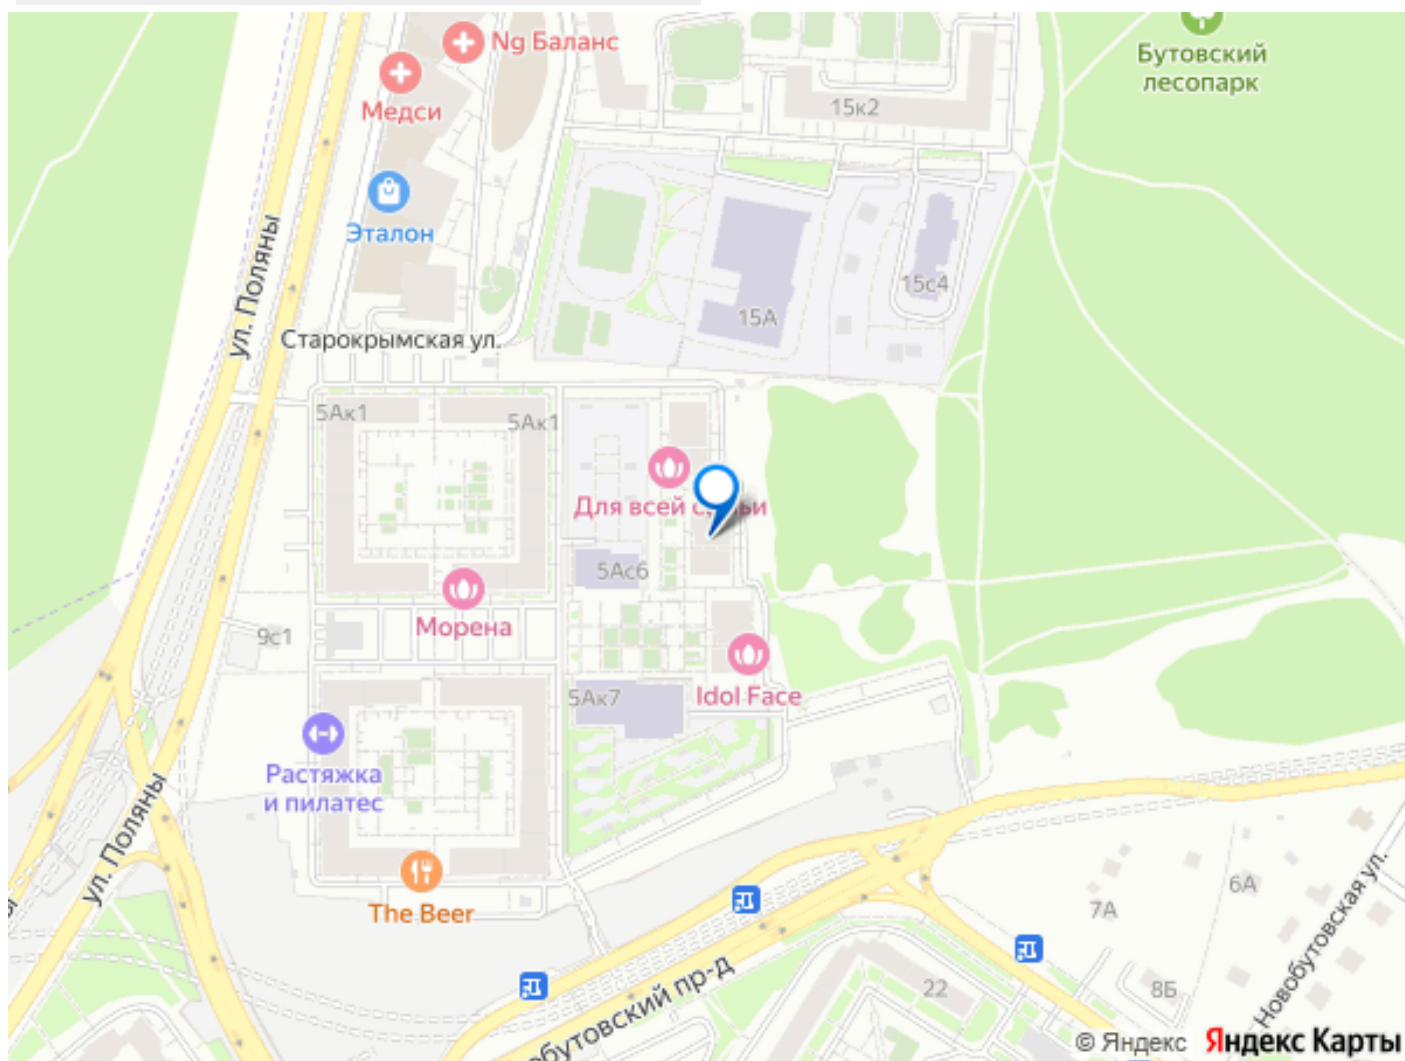 Ng Баланс
Медси
Бутовский
лесопарк
15к2
Эталон
ул. Поляны
15с4
15А
Старокрымская ул.
5Ак1
5Ак1
Для всей
5Ас6
Морена
9с1
Idol Face
5Ак7
Растяжка
и пилатес
ул. Поляны
The Beer
6А
7А
22
8Б
Новобутовская ул.
обутовский пр-д
© Яндекс
Яндекс Карты